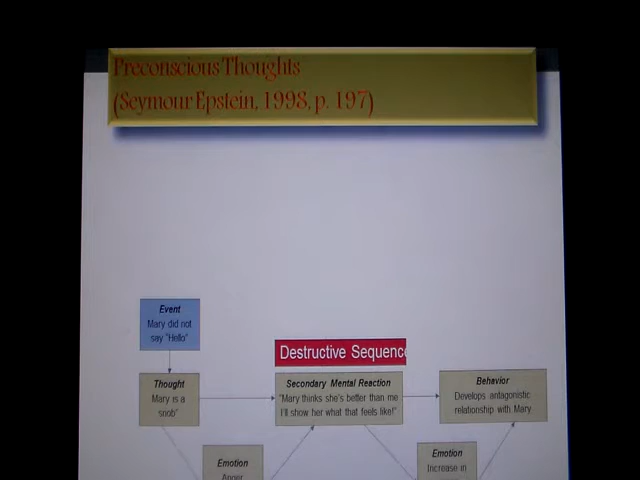 Preconscious Thoughts
(Seymour Epstein, 1998, p. 197)
Event
Mary did not
say "Hello"
Destructive Sequence
Thought
Mary is a
snob"
Secondary Mental Reaction
"Mary thinks she's better than me
I'll show her what that feels like!"
Behavior
Develops antagonistic
relationship with Mary
Emotion
Anger
Emotion
Increase in